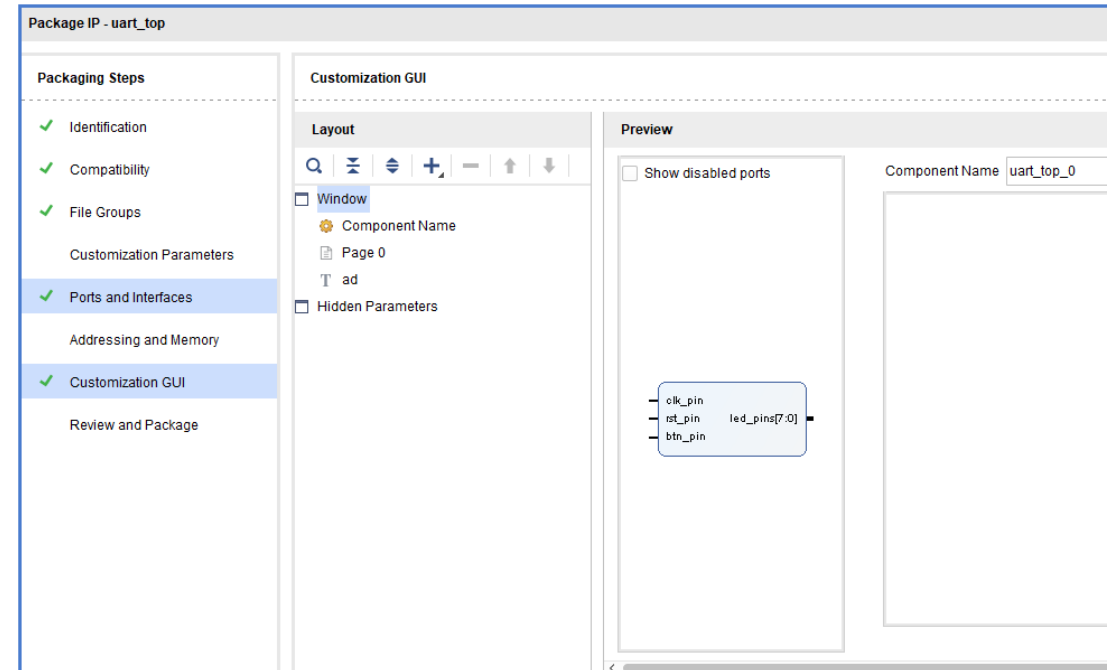 Package IP - uart_top
Packaging Steps
Identification
Compatibility
File Groups
Customization Parameters
Ports and Interfaces
Addressing and Memory
Customization GUI
Review and Package
Customization GUI
Layout
Window
Component Name
Page 0
T ad
Hidden Parameters
Preview
Show disabled ports
Component Name uart_top_0
clk_pin
rst_pin led_pins[7:0]
btn_pin